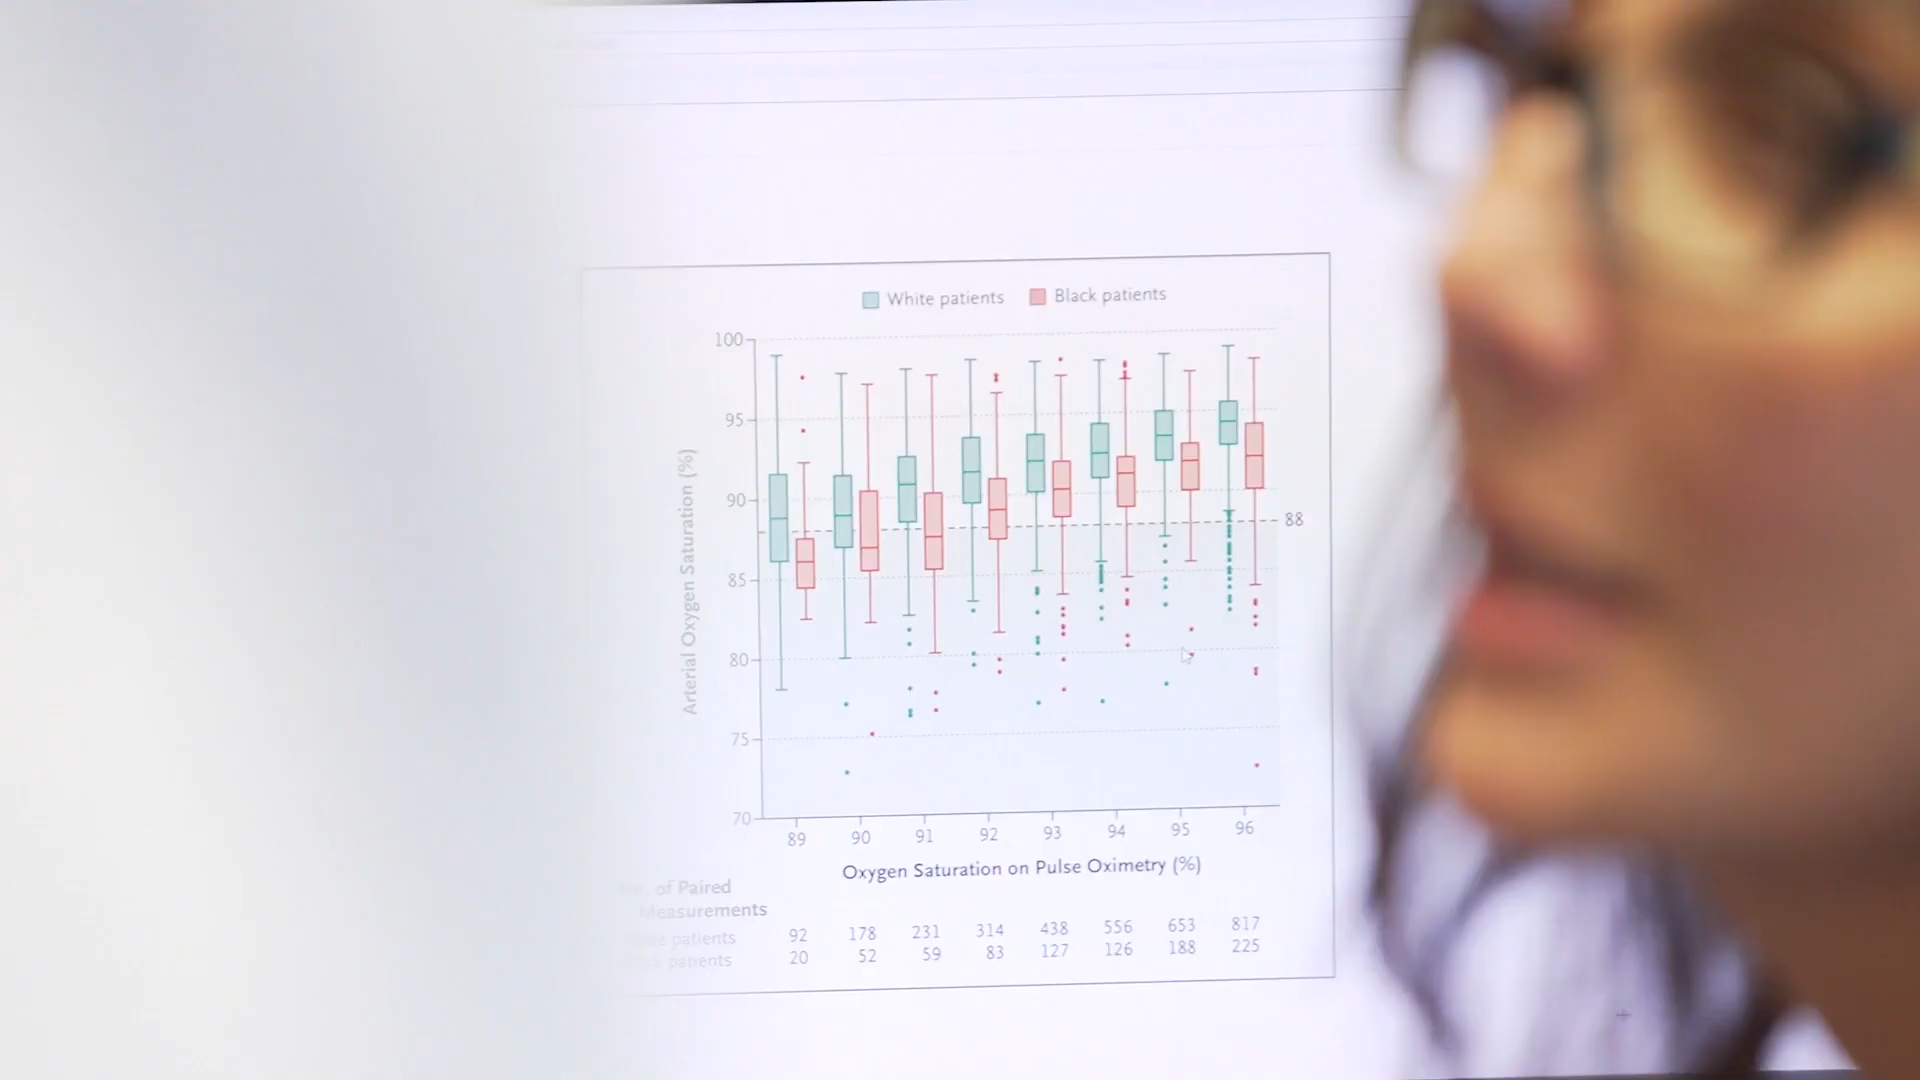 White patients Black patients
100
95
90
88
85
80
75
70
Arterial Oxygen Saturation (%)
89 90 91 92 93 94 95 96
Oxygen Saturation on Pulse Oximetry (%)
of Paired
Measurements
patients 92 178 231 314 438 556 653 817
patients 20 52 59 83 127 126 188 225